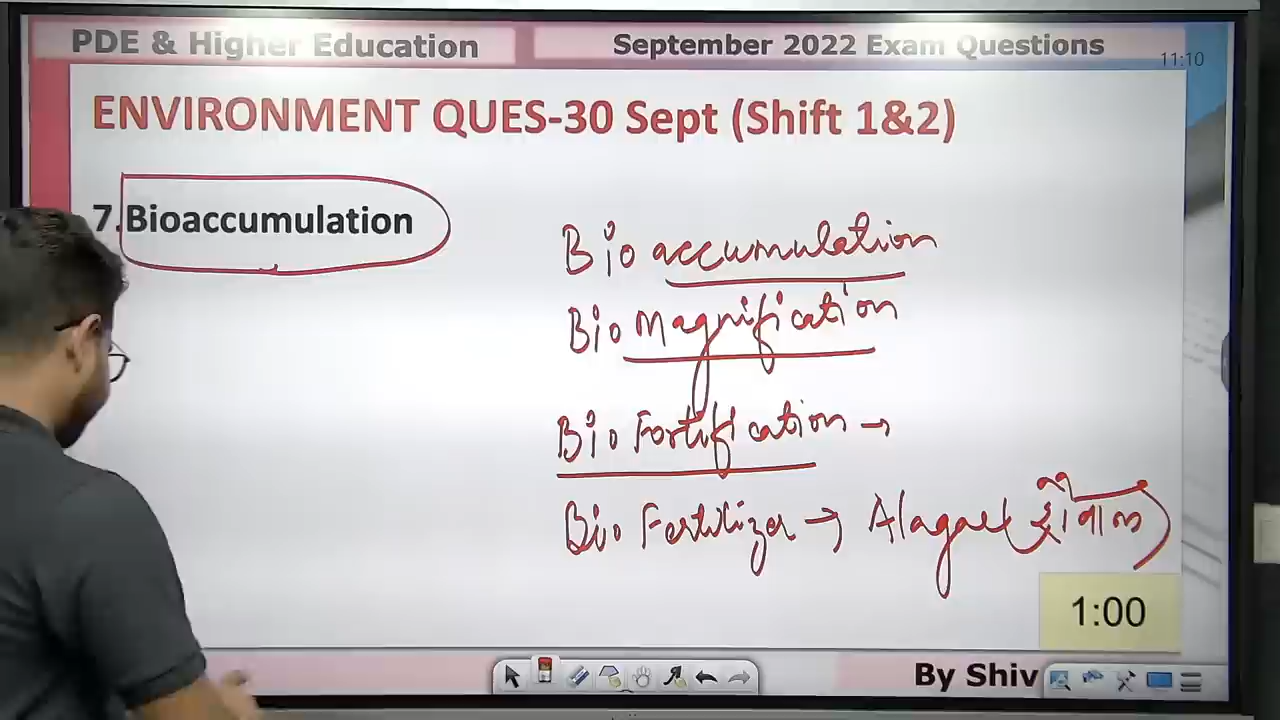 PDE & Higher Education
September 2022 Exam Questions
11:10
ENVIRONMENT QUES-30 Sept (Shift 1&2)
7.Bioaccumulation
Bio accumulation
Bio Magnification
Bio Fortification →
Bio Fertilizer → Alagae (शैवाल)
1:00
By Shiv